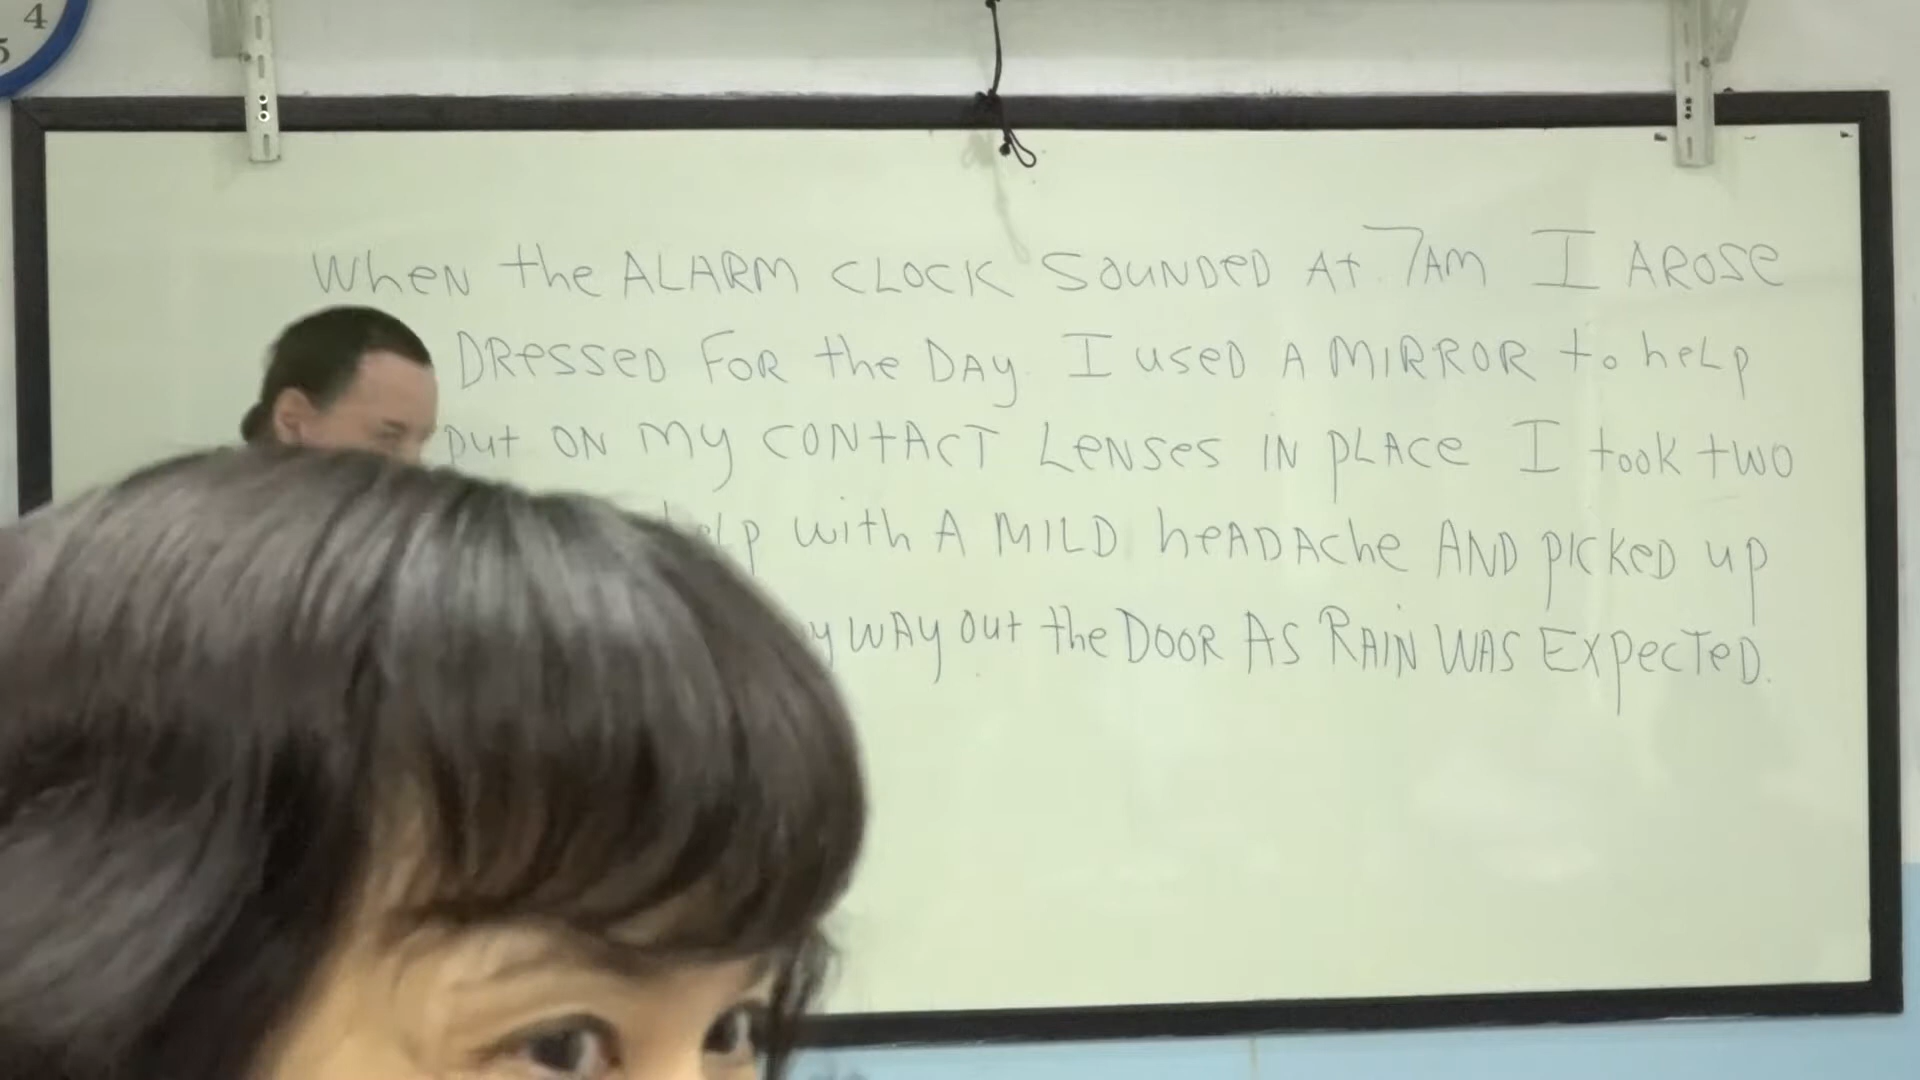 4
5
When the ALARM CLOCK SOUNDED At 7AM I AROSE
DRESSED FOR the DAY. I used A MIRROR to help
put ON my CONTACT LENSES IN PLACE I took two
with A MILD heADAche AND picked up
WAY out the DOOR AS RAIN WAS EXPECTED.